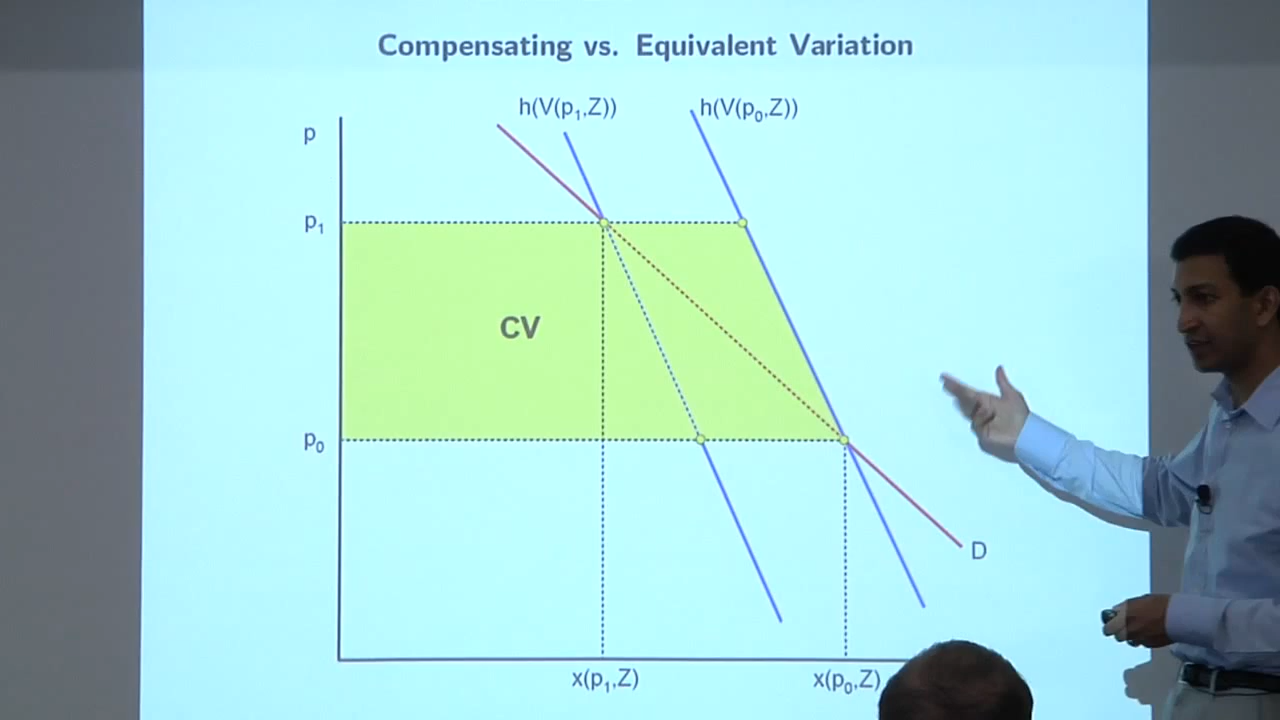 Compensating vs. Equivalent Variation
h(V(p₁,Z)) h(V(p₀,Z))
p
p₁
CV
p₀
D
x(p₁,Z) x(p₀,Z)